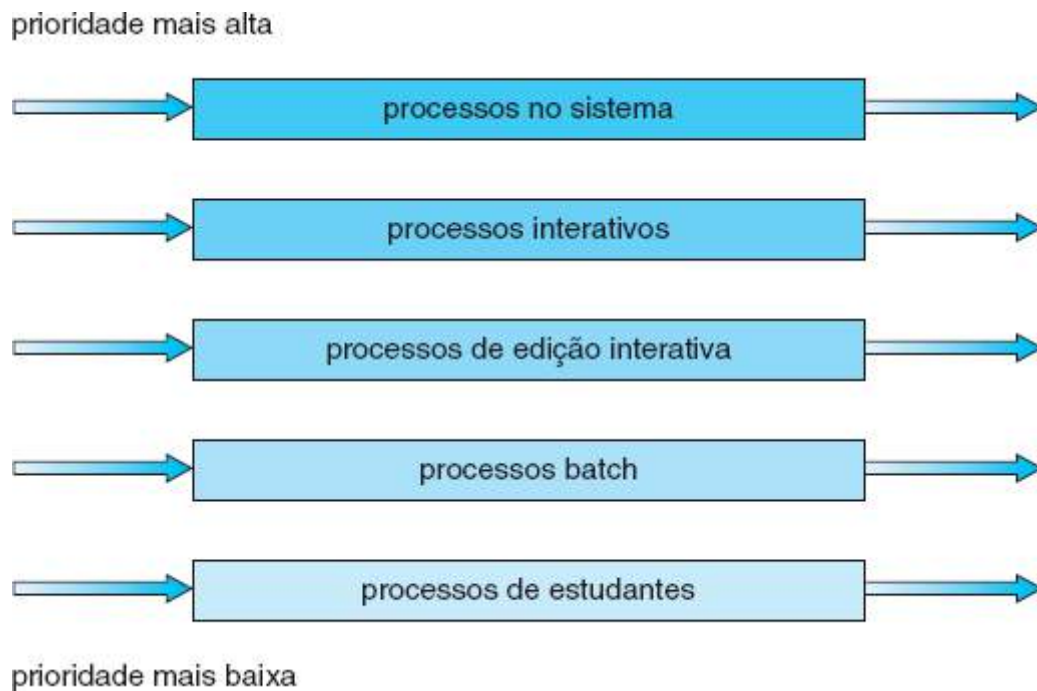 prioridade mais alta
processos no sistema
processos interativos
processos de edição interativa
processos batch
processos de estudantes
prioridade mais baixa